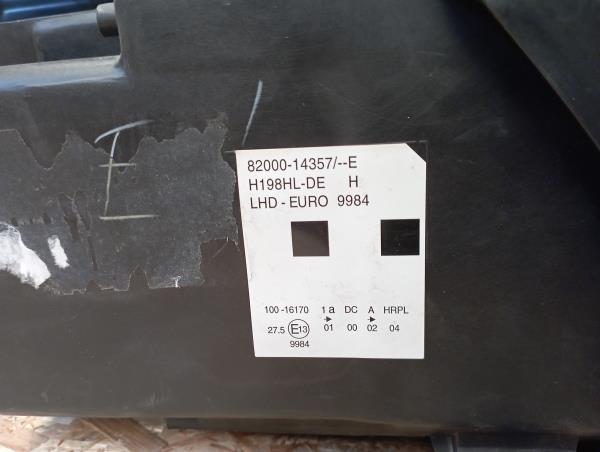 82000-14357/--E
H198HL-DE H
LHD - EURO 9984
100 -16170 1a DC A HRPL
27.5 E13 01 00 02 04
9984